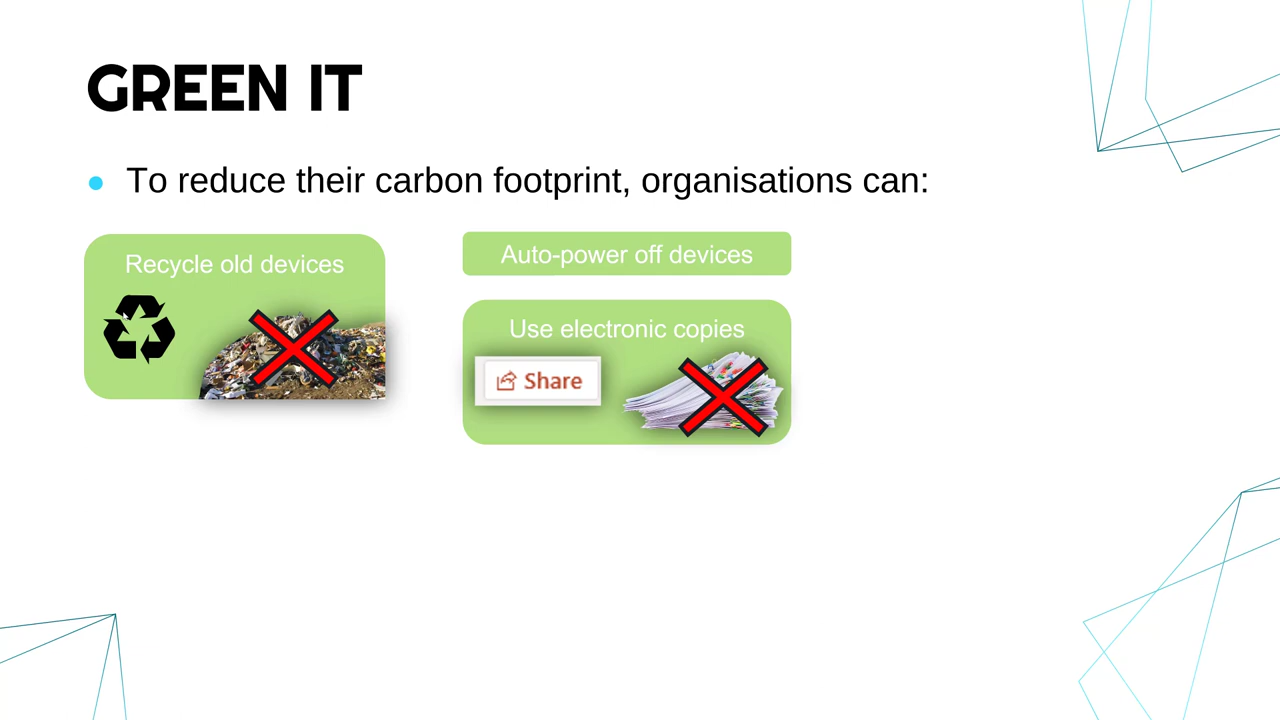 GREEN IT
To reduce their carbon footprint, organisations can:
Recycle old devices
Auto-power off devices
Use electronic copies
Share